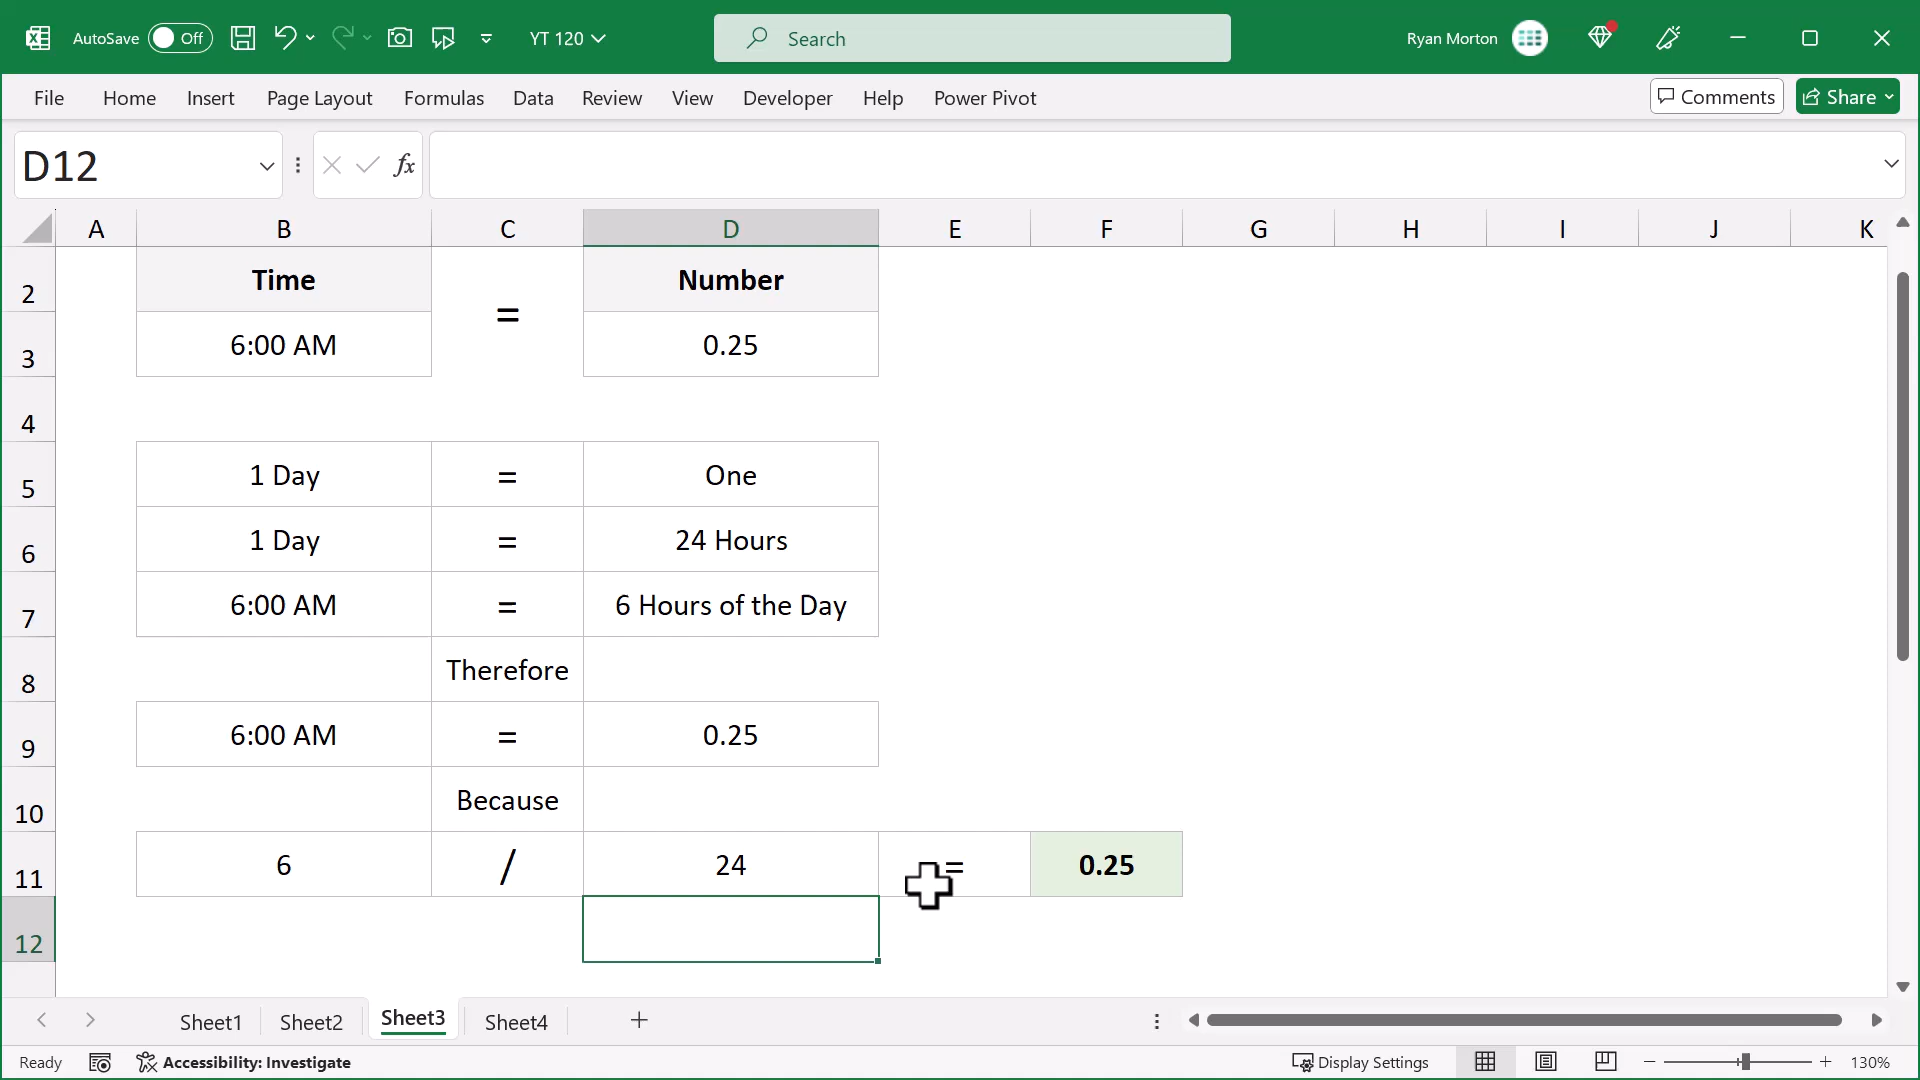 AutoSave Off YT 120 Search Ryan Morton
File Home Insert Page Layout Formulas Data Review View Developer Help Power Pivot Comments Share
D12 fx
A B C D E F G H I J K
2 Time = Number
3 6:00 AM 0.25
4
5 1 Day = One
6 1 Day = 24 Hours
7 6:00 AM = 6 Hours of the Day
8 Therefore
9 6:00 AM = 0.25
10 Because
11 6 / 24 = 0.25
12
Sheet1 Sheet2 Sheet3 Sheet4 +
Ready Accessibility: Investigate Display Settings − + 130%